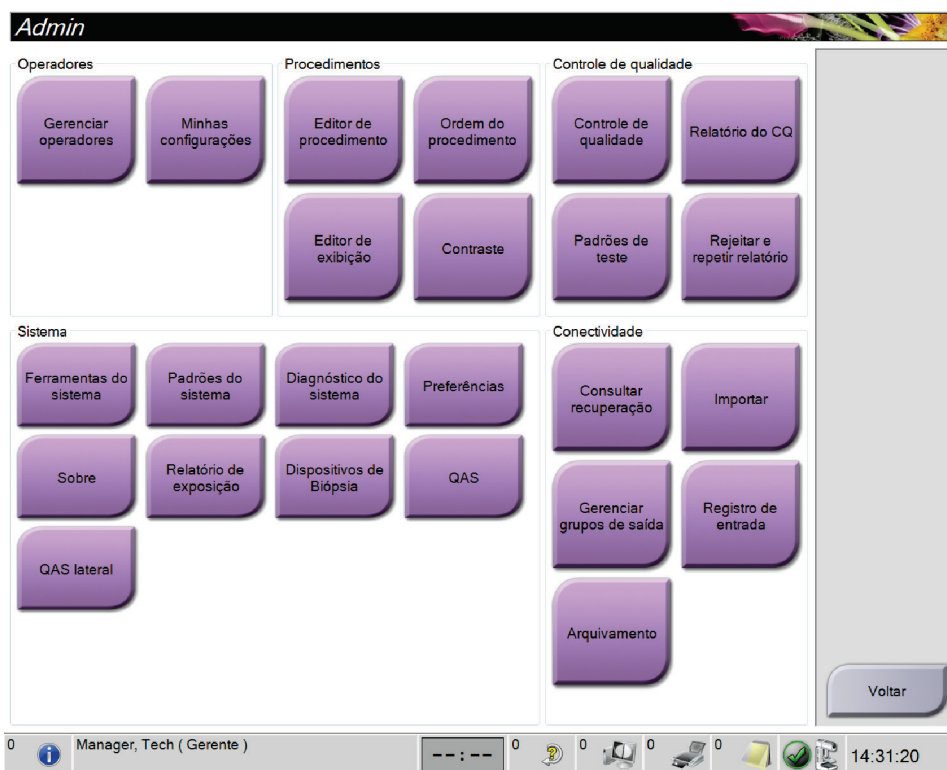 Admin
Operadores
Gerenciar
operadores
Minhas
configurações
Procedimentos
Editor de
procedimento
Ordem do
procedimento
Editor de
exibição
Contraste
Controle de qualidade
Controle de
qualidade
Relatório do CQ
Padrões de
teste
Rejeitar e
repetir relatório
Sistema
Ferramentas do
sistema
Padrões do
sistema
Diagnóstico do
sistema
Preferências
Sobre
Relatório de
exposição
Dispositivos de
Biópsia
QAS
QAS lateral
Conectividade
Consultar
recuperação
Importar
Gerenciar
grupos de saída
Registro de
entrada
Arquivamento
Voltar
0 Manager, Tech ( Gerente ) --:-- 0 0 0 0 14:31:20